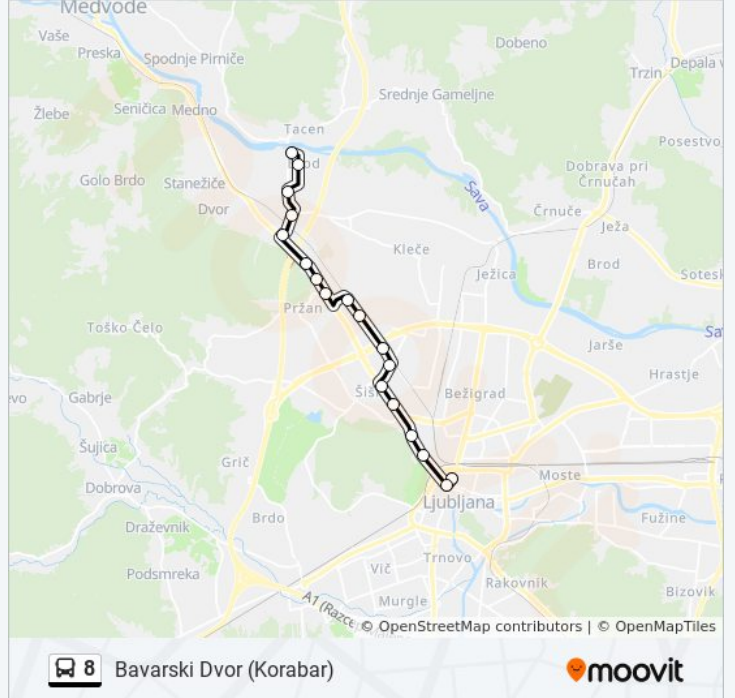 Medvode
Vaše
Preska
Dobeno
Spodnje Pirniče
Trzin
Depala v
Srednje Gameljne
Žlebe
Seničica
Medno
Tacen
Posestvo
Golo Brdo
Stanežiče
Dobrava pri
Črnučah
Sava
Dvor
Črnuče
Ježa
Kleče
Brod
Ježica
Sotesk
Pržan
Toško Čelo
Sa
Jarše
Hrastje
evo
Gabrje
Bežigrad
Šujica
Grič
Moste
Dobrova
Ljubljana
Brdo
Fužine
Draževnik
Trnovo
Podsmreka
Vič
Rakovnik
Murgle
Bizovik
A1 (Razce
© OpenStreetMap contributors | © OpenMapTiles
8 Bavarski Dvor (Korabar)
moovit